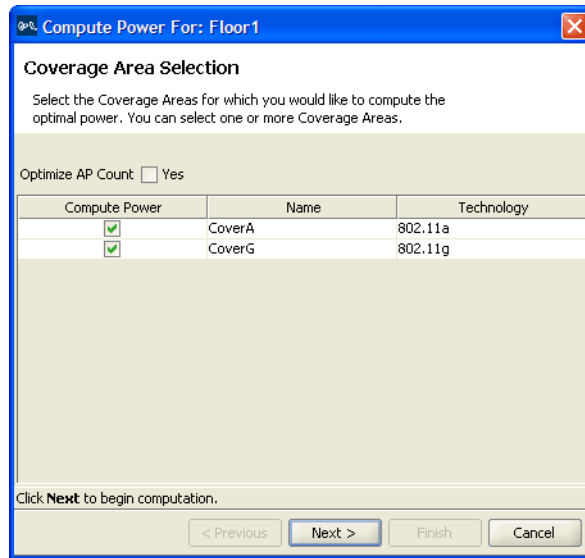 Compute Power For: Floor1
Coverage Area Selection
Select the Coverage Areas for which you would like to compute the
optimal power. You can select one or more Coverage Areas.
Optimize AP Count Yes
Compute Power Name Technology
CoverA 802.11a
CoverG 802.11g
Click Next to begin computation.
< Previous Next > Finish Cancel